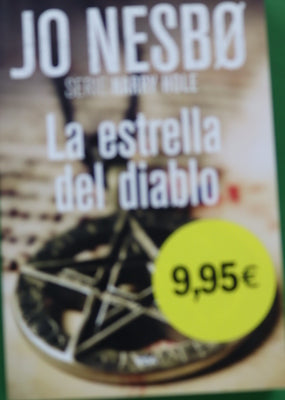 JO NESBØ
SERIE HARRY HOLE
La estrella
del diablo
9,95€